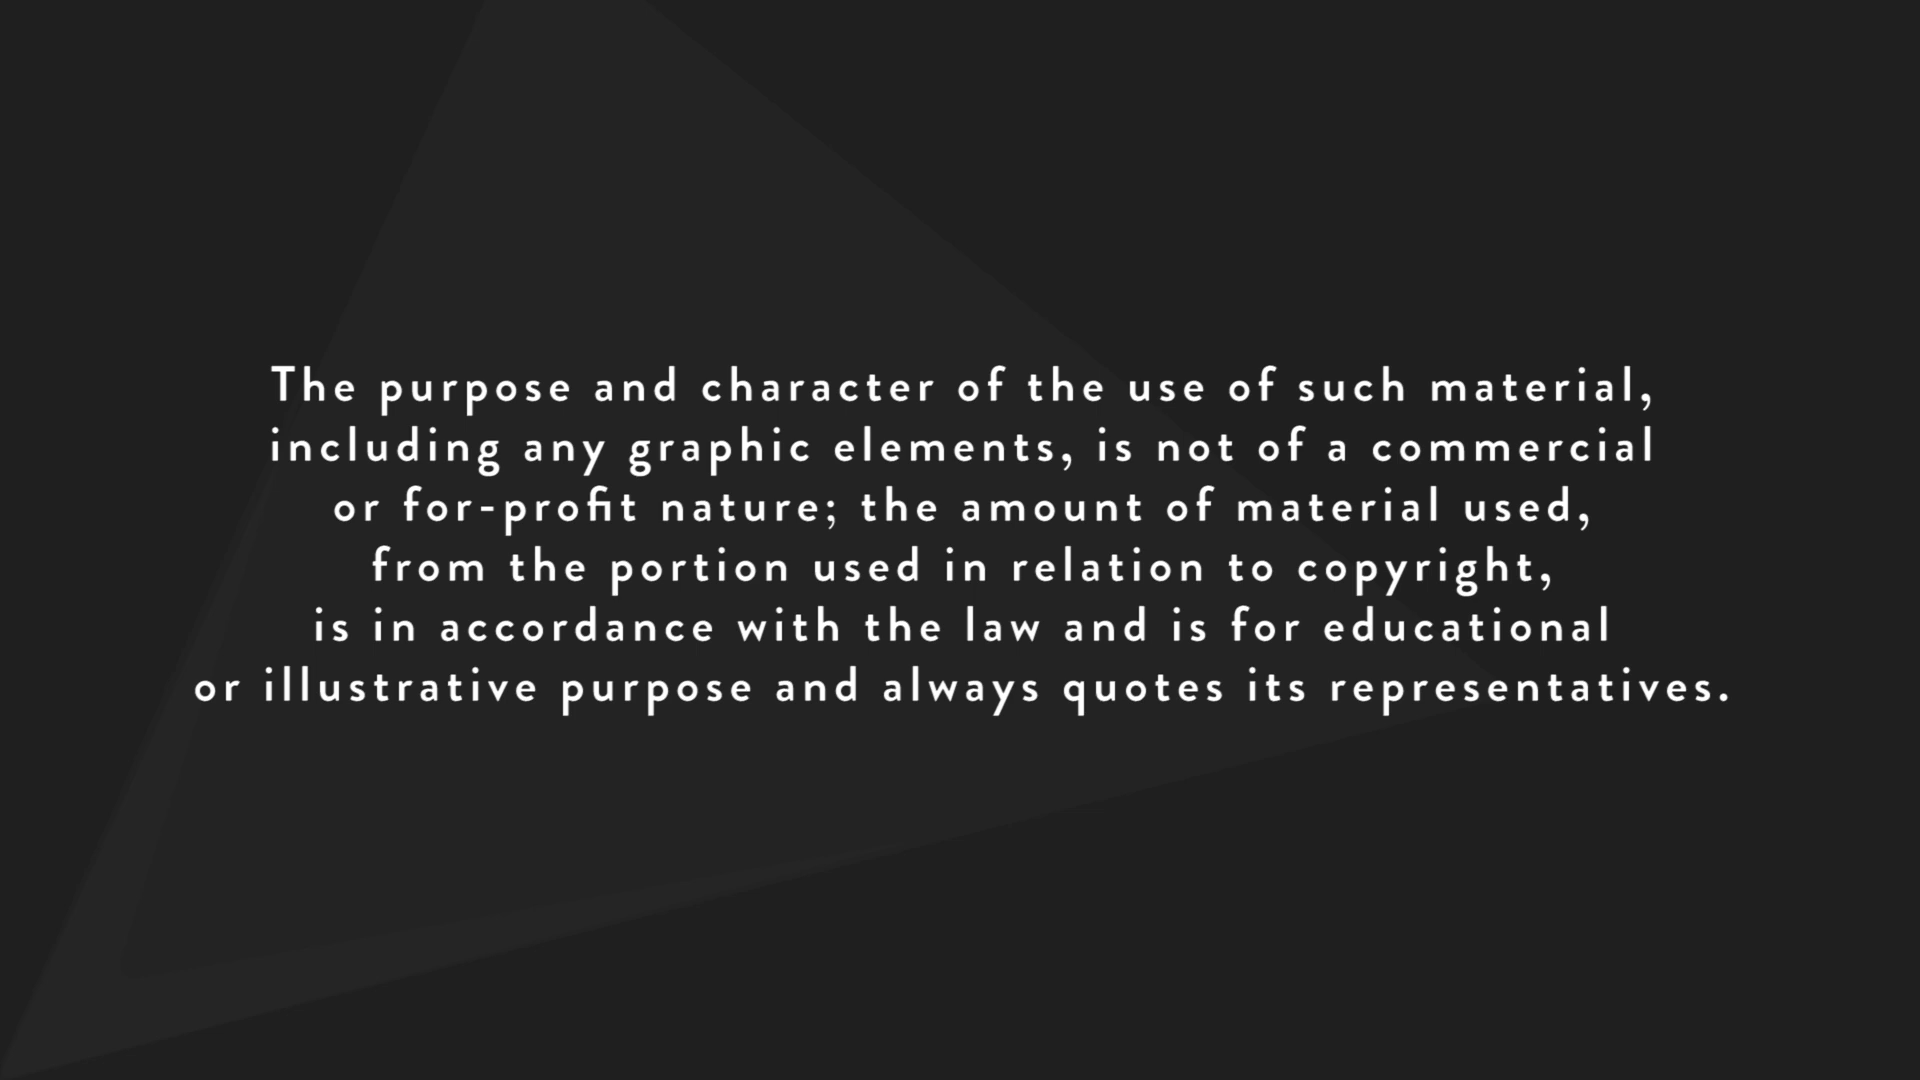 The purpose and character of the use of such material,
including any graphic elements, is not of a commercial
or for-profit nature; the amount of material used,
from the portion used in relation to copyright,
is in accordance with the law and is for educational
or illustrative purpose and always quotes its representatives.